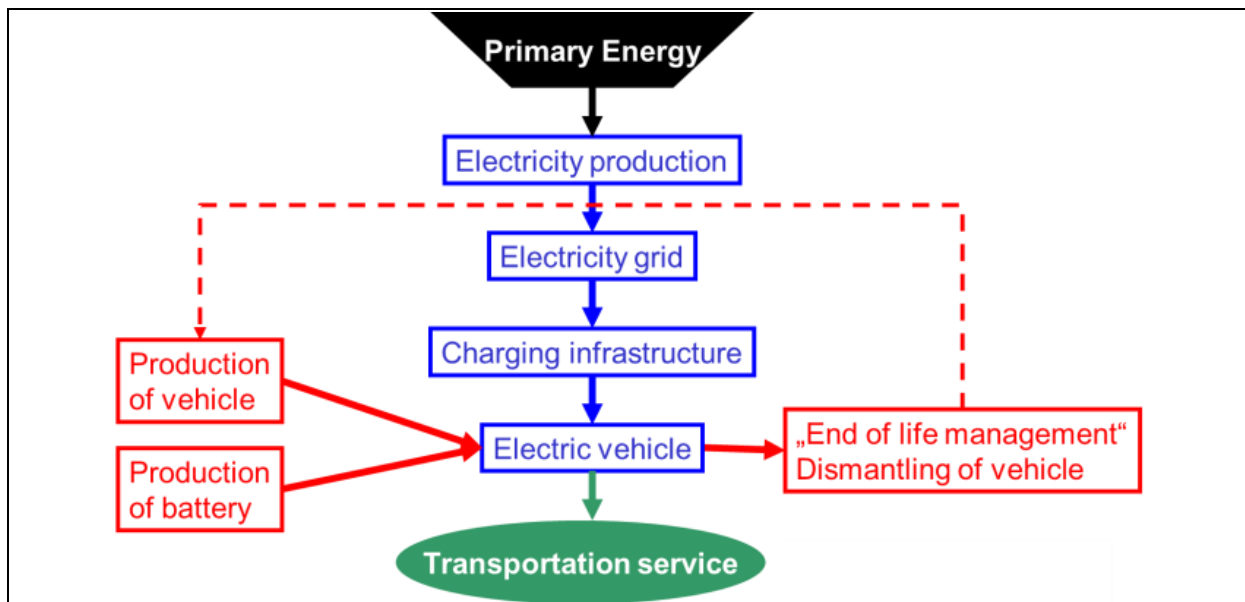 Primary Energy
Electricity production
Electricity grid
Charging infrastructure
Production
of vehicle
Electric vehicle
„End of life management“
Dismantling of vehicle
Production
of battery
Transportation service